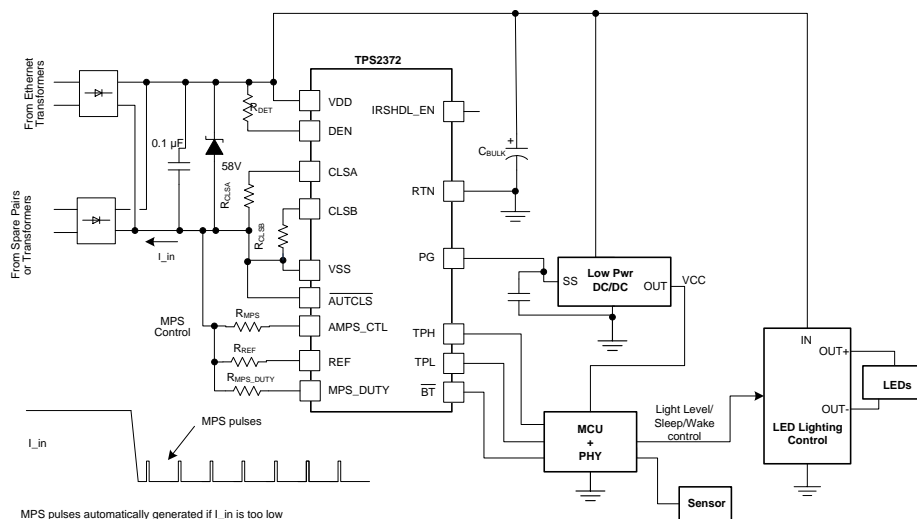 TPS2372
From Ethernet
Transformers
From Spare Pairs
or Transformers
0.1 µF
58V
RDET
RCLSA
RCLSB
I_in
VDD
DEN
CLSA
CLSB
VSS
AUTCLS
AMPS_CTL
REF
MPS_DUTY
IRSHDL_EN
RTN
PG
TPH
TPL
BT
MPS
Control
RMPS
RREF
RMPS_DUTY
CBULK
+
SS
Low Pwr
DC/DC
OUT
VCC
MCU
+
PHY
Light Level/
Sleep/Wake
control
Sensor
IN
OUT+
OUT-
LED Lighting
Control
LEDs
I_in
MPS pulses
MPS pulses automatically generated if I_in is too low